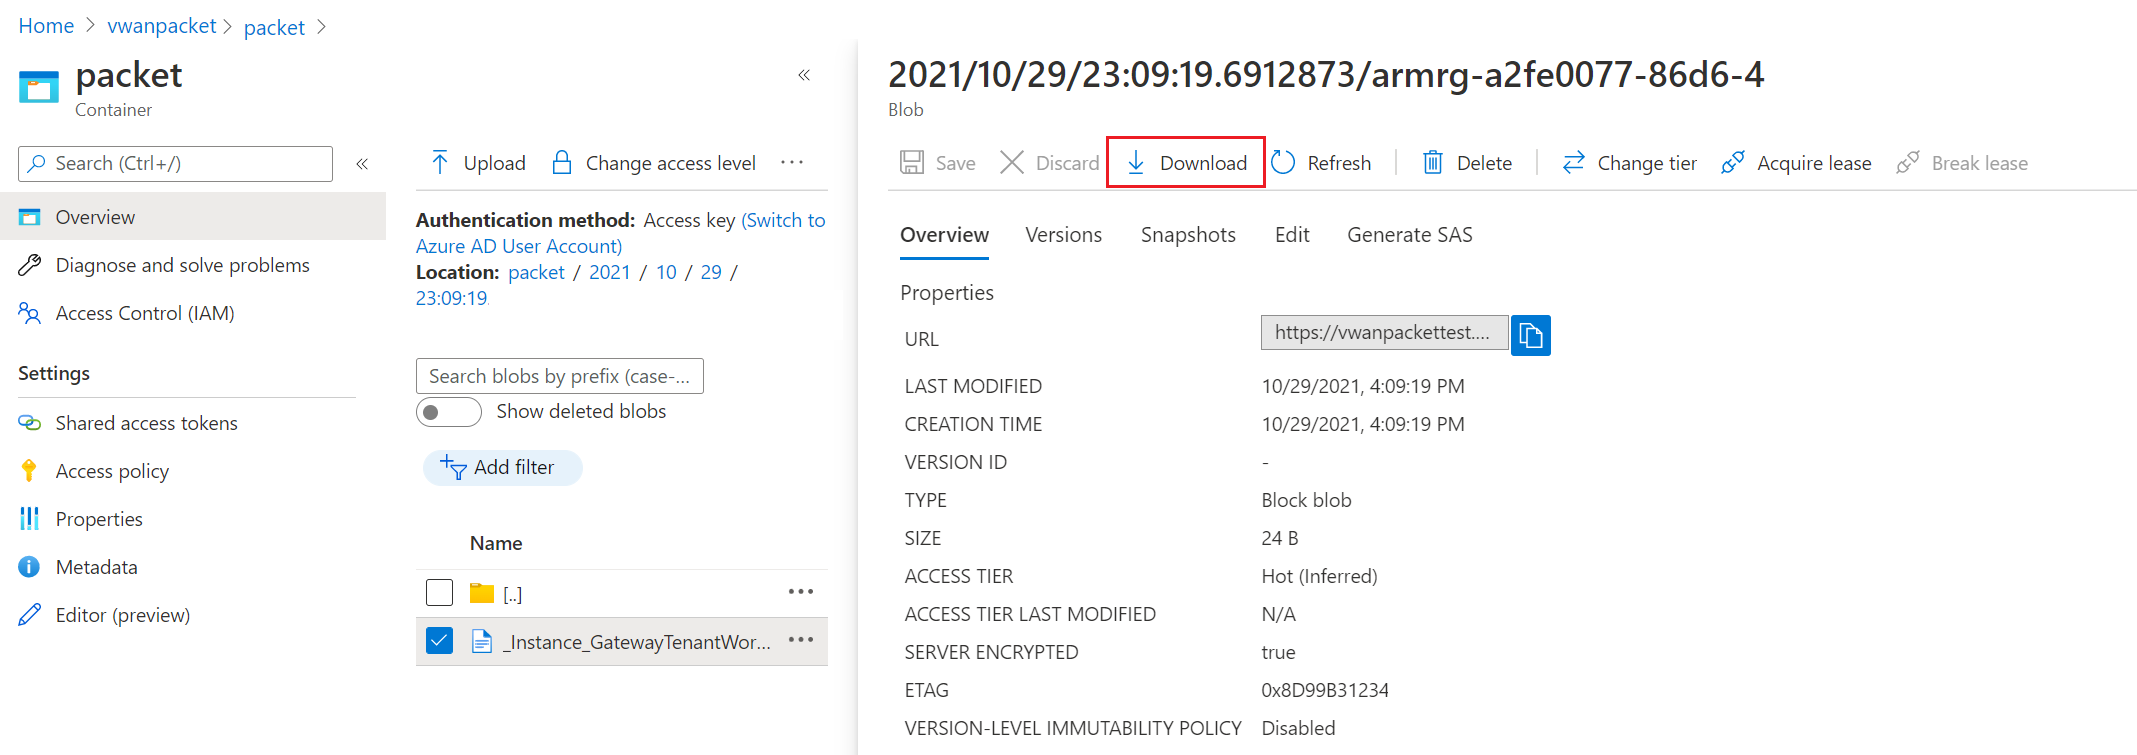 Home > vwanpacket > packet >
packet
«
Container
Search (Ctrl+/)
«
Overview
Diagnose and solve problems
Access Control (IAM)
Settings
Shared access tokens
Access policy
Properties
Metadata
Editor (preview)
Upload Change access level ...
Authentication method: Access key (Switch to
Azure AD User Account)
Location: packet / 2021 / 10 / 29 /
23:09:19
Search blobs by prefix (case-...
Show deleted blobs
Add filter
Name
[..] ...
_Instance_GatewayTenantWor... ...
2021/10/29/23:09:19.6912873/armrg-a2fe0077-86d6-4
Blob
Save Discard Download Refresh Delete Change tier Acquire lease Break lease
Overview Versions Snapshots Edit Generate SAS
Properties
URL https://vwanpackettest....
LAST MODIFIED 10/29/2021, 4:09:19 PM
CREATION TIME 10/29/2021, 4:09:19 PM
VERSION ID -
TYPE Block blob
SIZE 24 B
ACCESS TIER Hot (Inferred)
ACCESS TIER LAST MODIFIED N/A
SERVER ENCRYPTED true
ETAG 0x8D99B31234
VERSION-LEVEL IMMUTABILITY POLICY Disabled